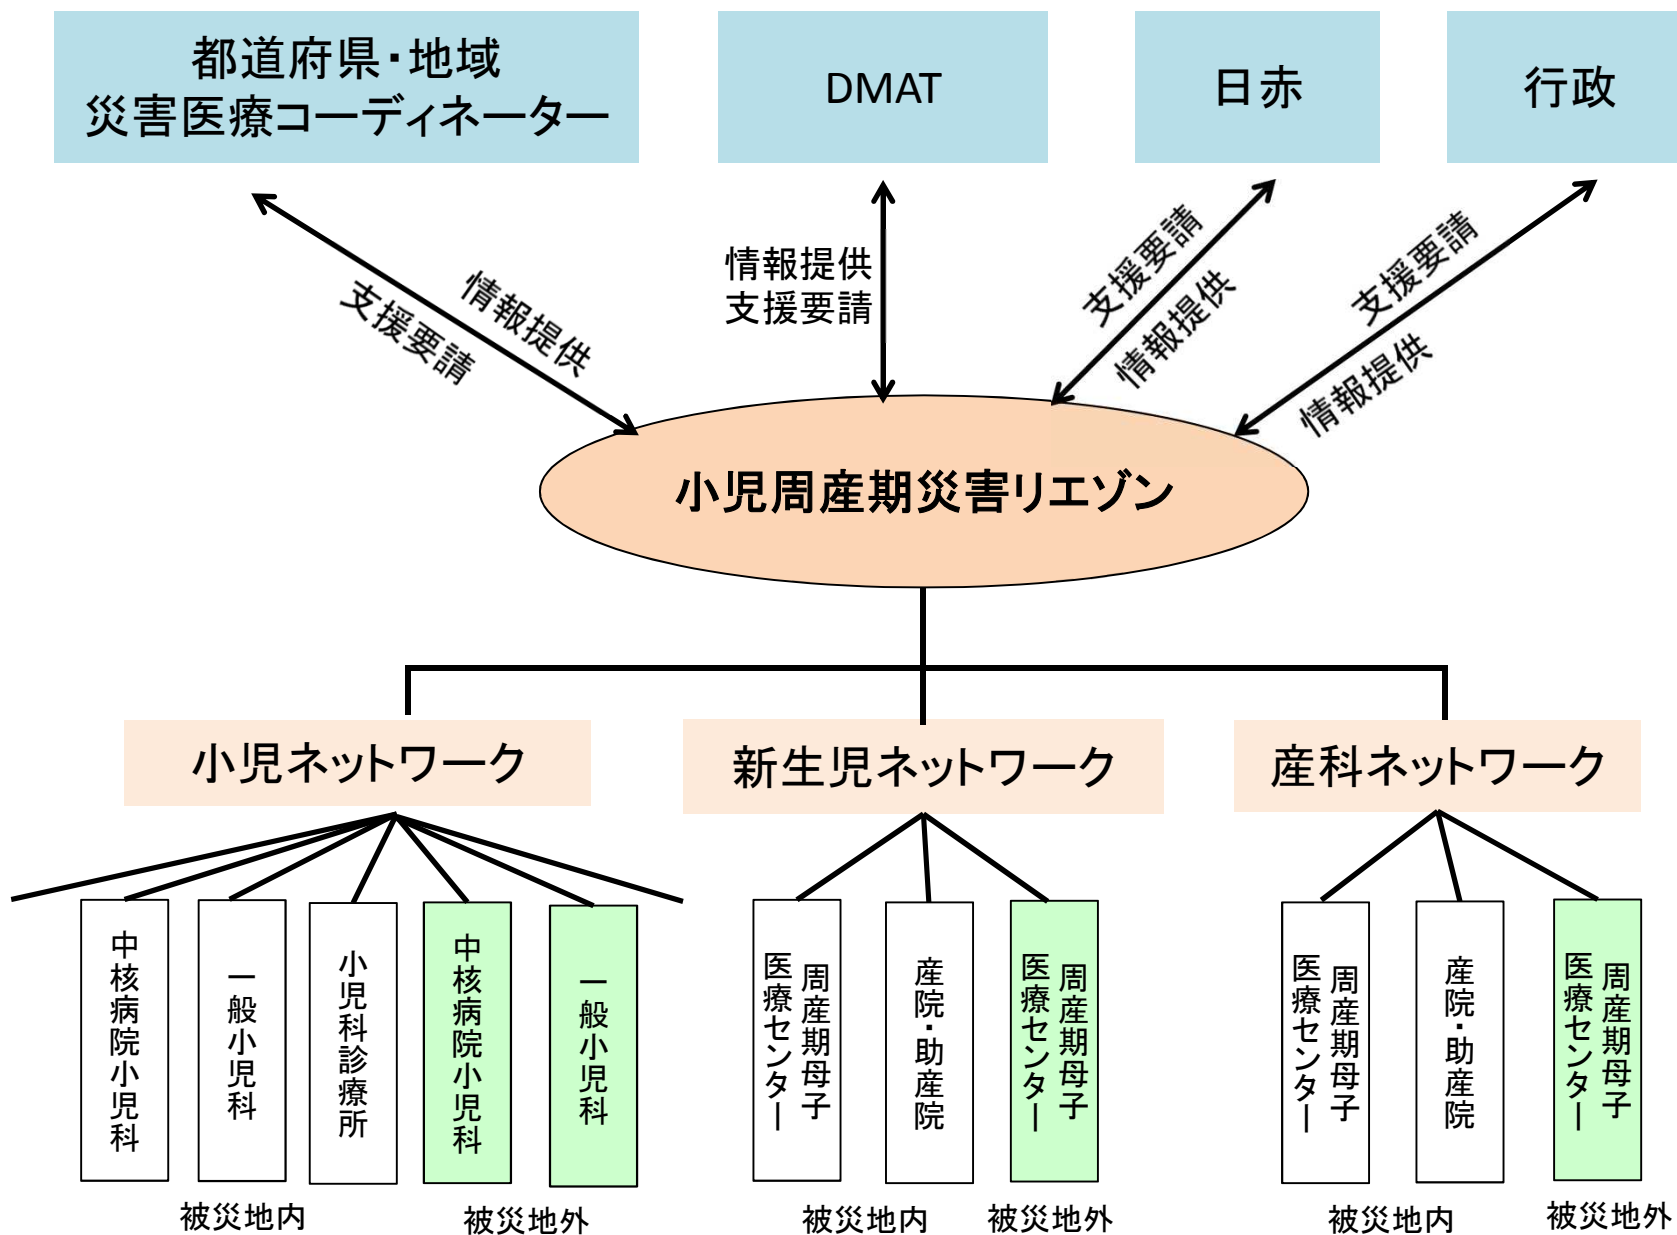 都道府県・地域
災害医療コーディネーター
DMAT
日赤
行政
情報提供
支援要請
情報提供
支援要請
支援要請
情報提供
支援要請
情報提供
小児周産期災害リエゾン
小児ネットワーク
新生児ネットワーク
産科ネットワーク
中核病院小児科
一般小児科
小児科診療所
中核病院小児科
一般小児科
周産期母子
医療センター
産院・助産院
周産期母子
医療センター
周産期母子
医療センター
産院・助産院
周産期母子
医療センター
被災地内
被災地外
被災地内
被災地外
被災地内
被災地外